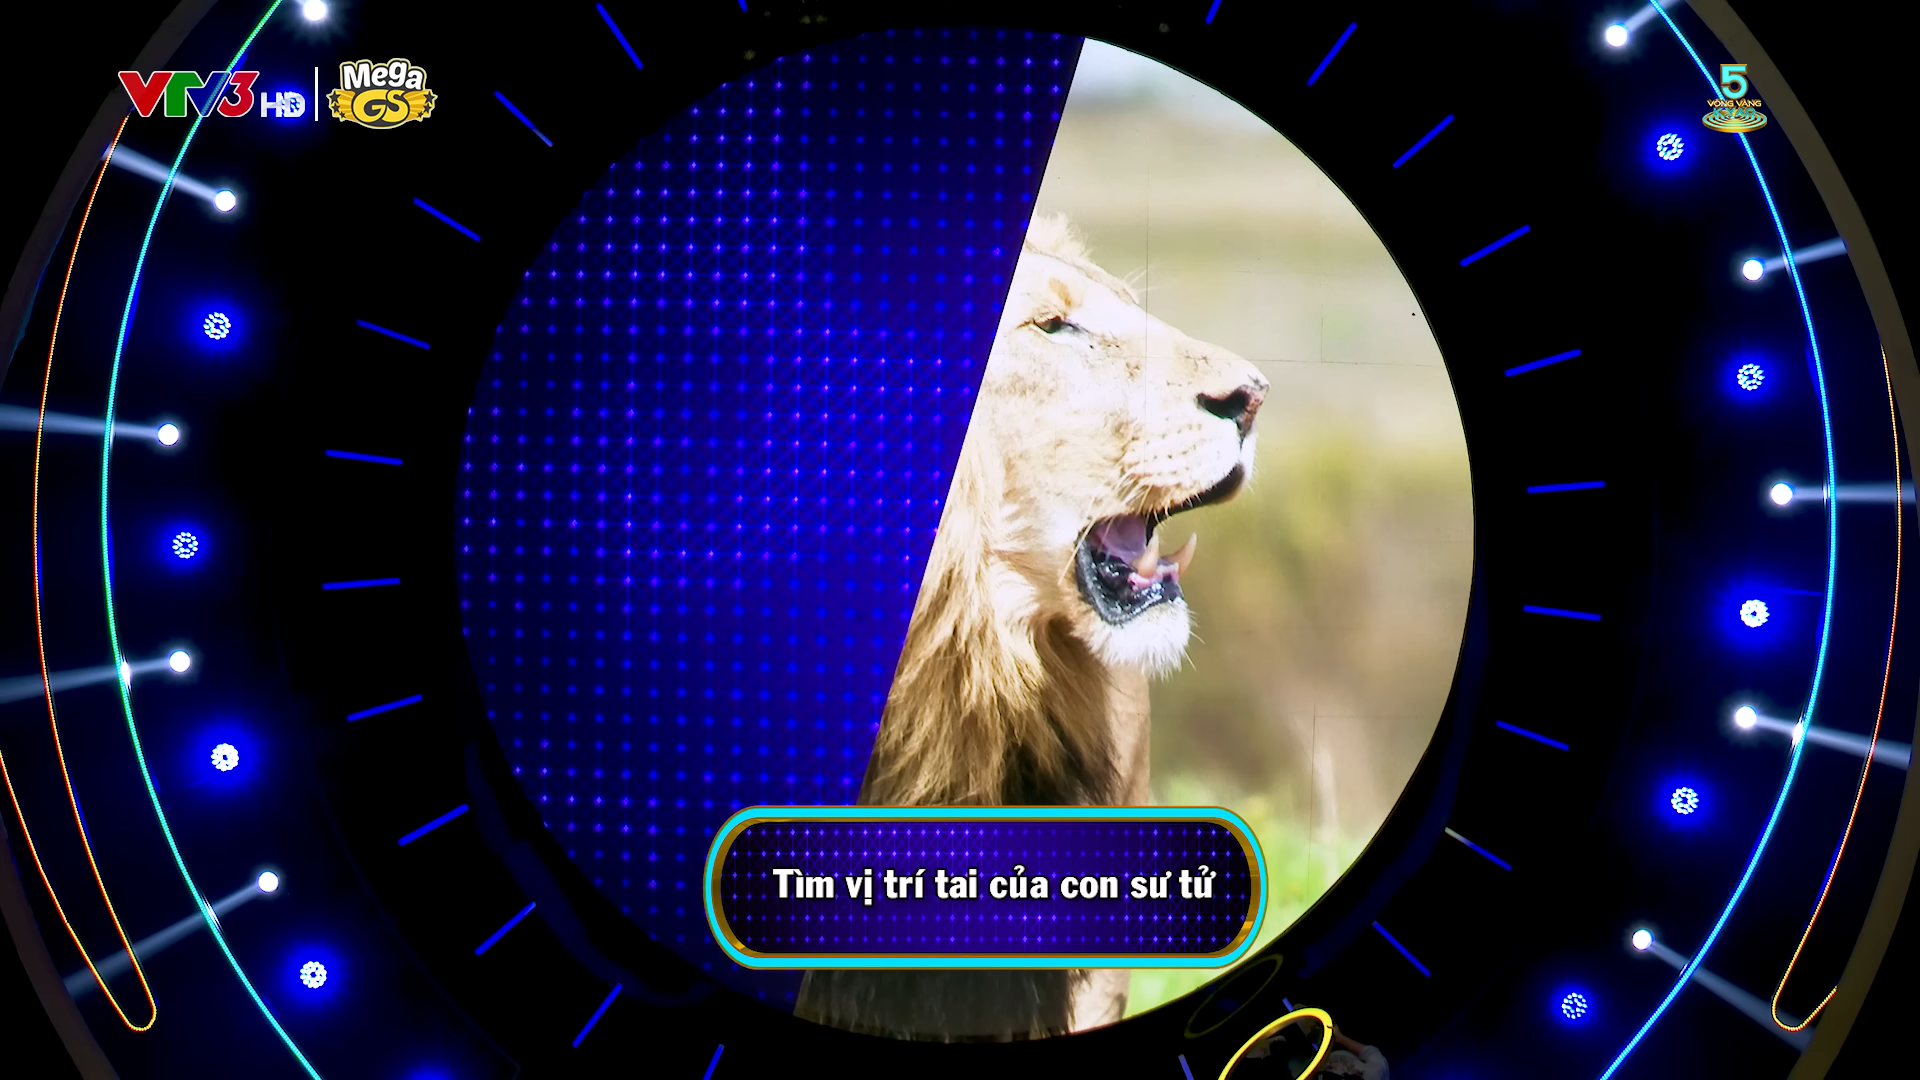 VTV3 HD
Mega
GS
5
VÒNG VÀNG
Tìm vị trí tai của con sư tử